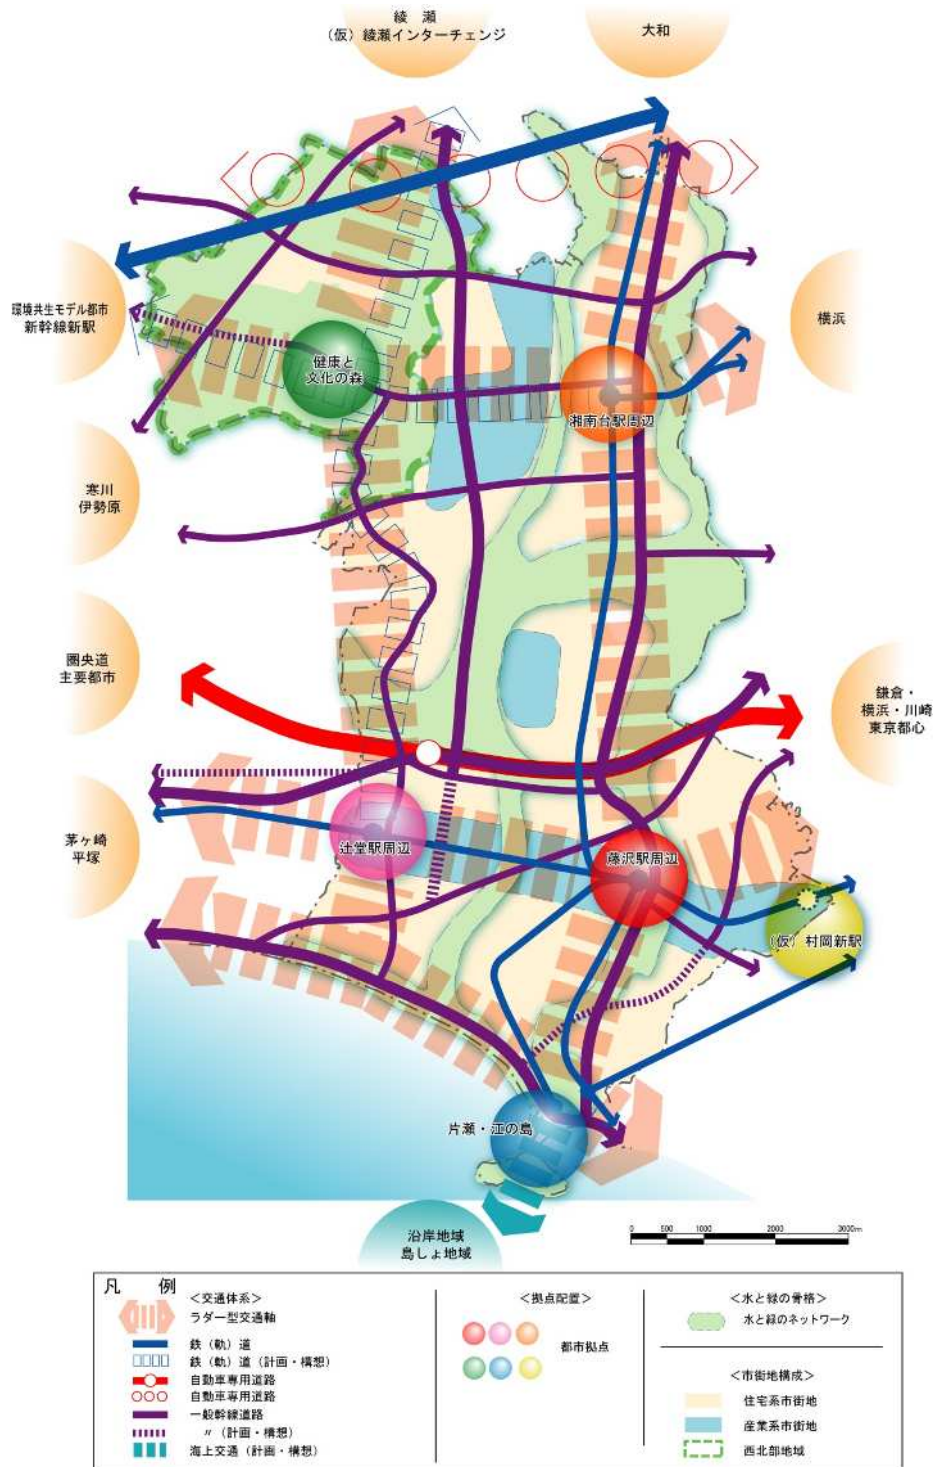 綾 瀬
(仮)綾瀬インターチェンジ
大和
環境共生モデル都市
新幹線新駅
健康と
文化の森
横浜
湘南台駅周辺
寒川
伊勢原
圏央道
主要都市
鎌倉・
横浜・川崎
東京都心
茅ヶ崎
平塚
辻堂駅周辺
藤沢駅周辺
(仮)村岡新駅
片瀬・江の島
沿岸地域
島しょ地域
0 500 1000 2000 3000m
凡 例
<交通体系>
ラダー型交通軸
鉄(軌)道
鉄(軌)道(計画・構想)
自動車専用道路
自動車専用道路
一般幹線道路
〃(計画・構想)
海上交通(計画・構想)
<拠点配置>
都市拠点
<水と緑の骨格>
水と緑のネットワーク
<市街地構成>
住宅系市街地
産業系市街地
西北部地域